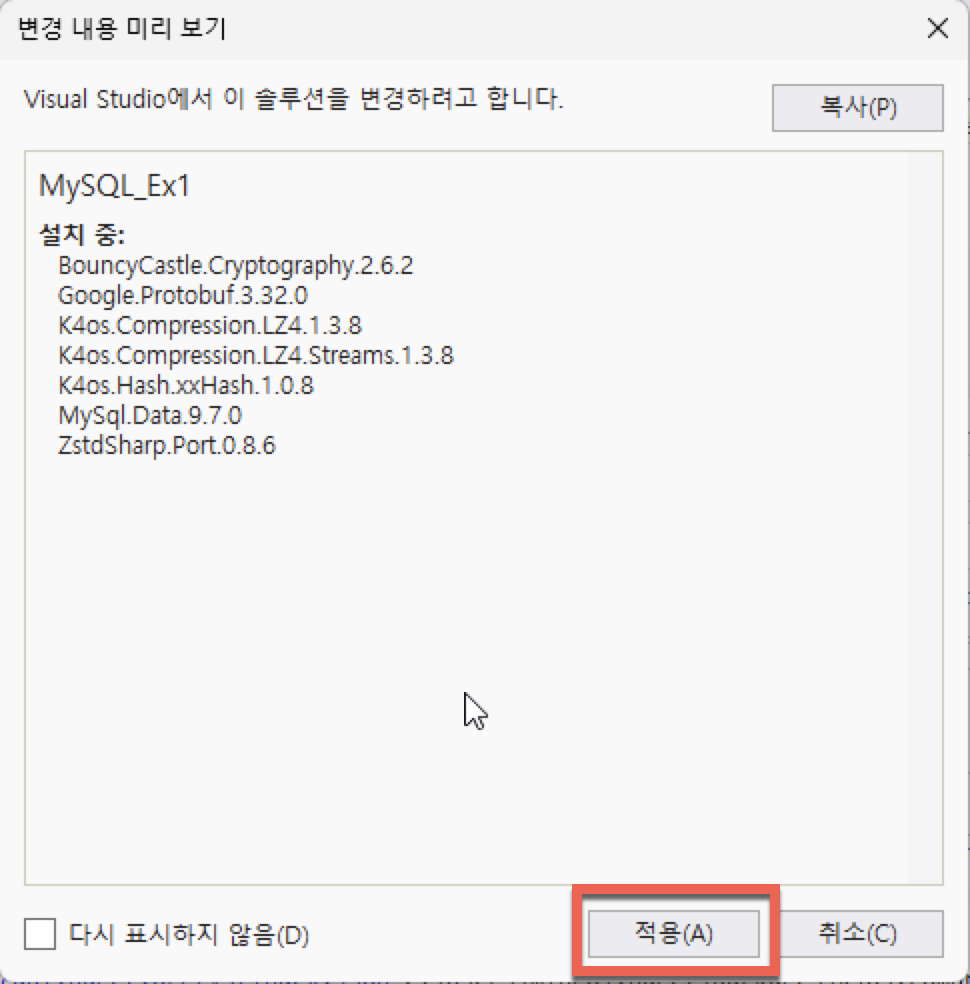 변경 내용 미리 보기
Visual Studio에서 이 솔루션을 변경하려고 합니다.
복사(P)
MySQL_Ex1
설치 중:
BouncyCastle.Cryptography.2.6.2
Google.Protobuf.3.32.0
K4os.Compression.LZ4.1.3.8
K4os.Compression.LZ4.Streams.1.3.8
K4os.Hash.xxHash.1.0.8
MySql.Data.9.7.0
ZstdSharp.Port.0.8.6
다시 표시하지 않음(D)
적용(A)
취소(C)